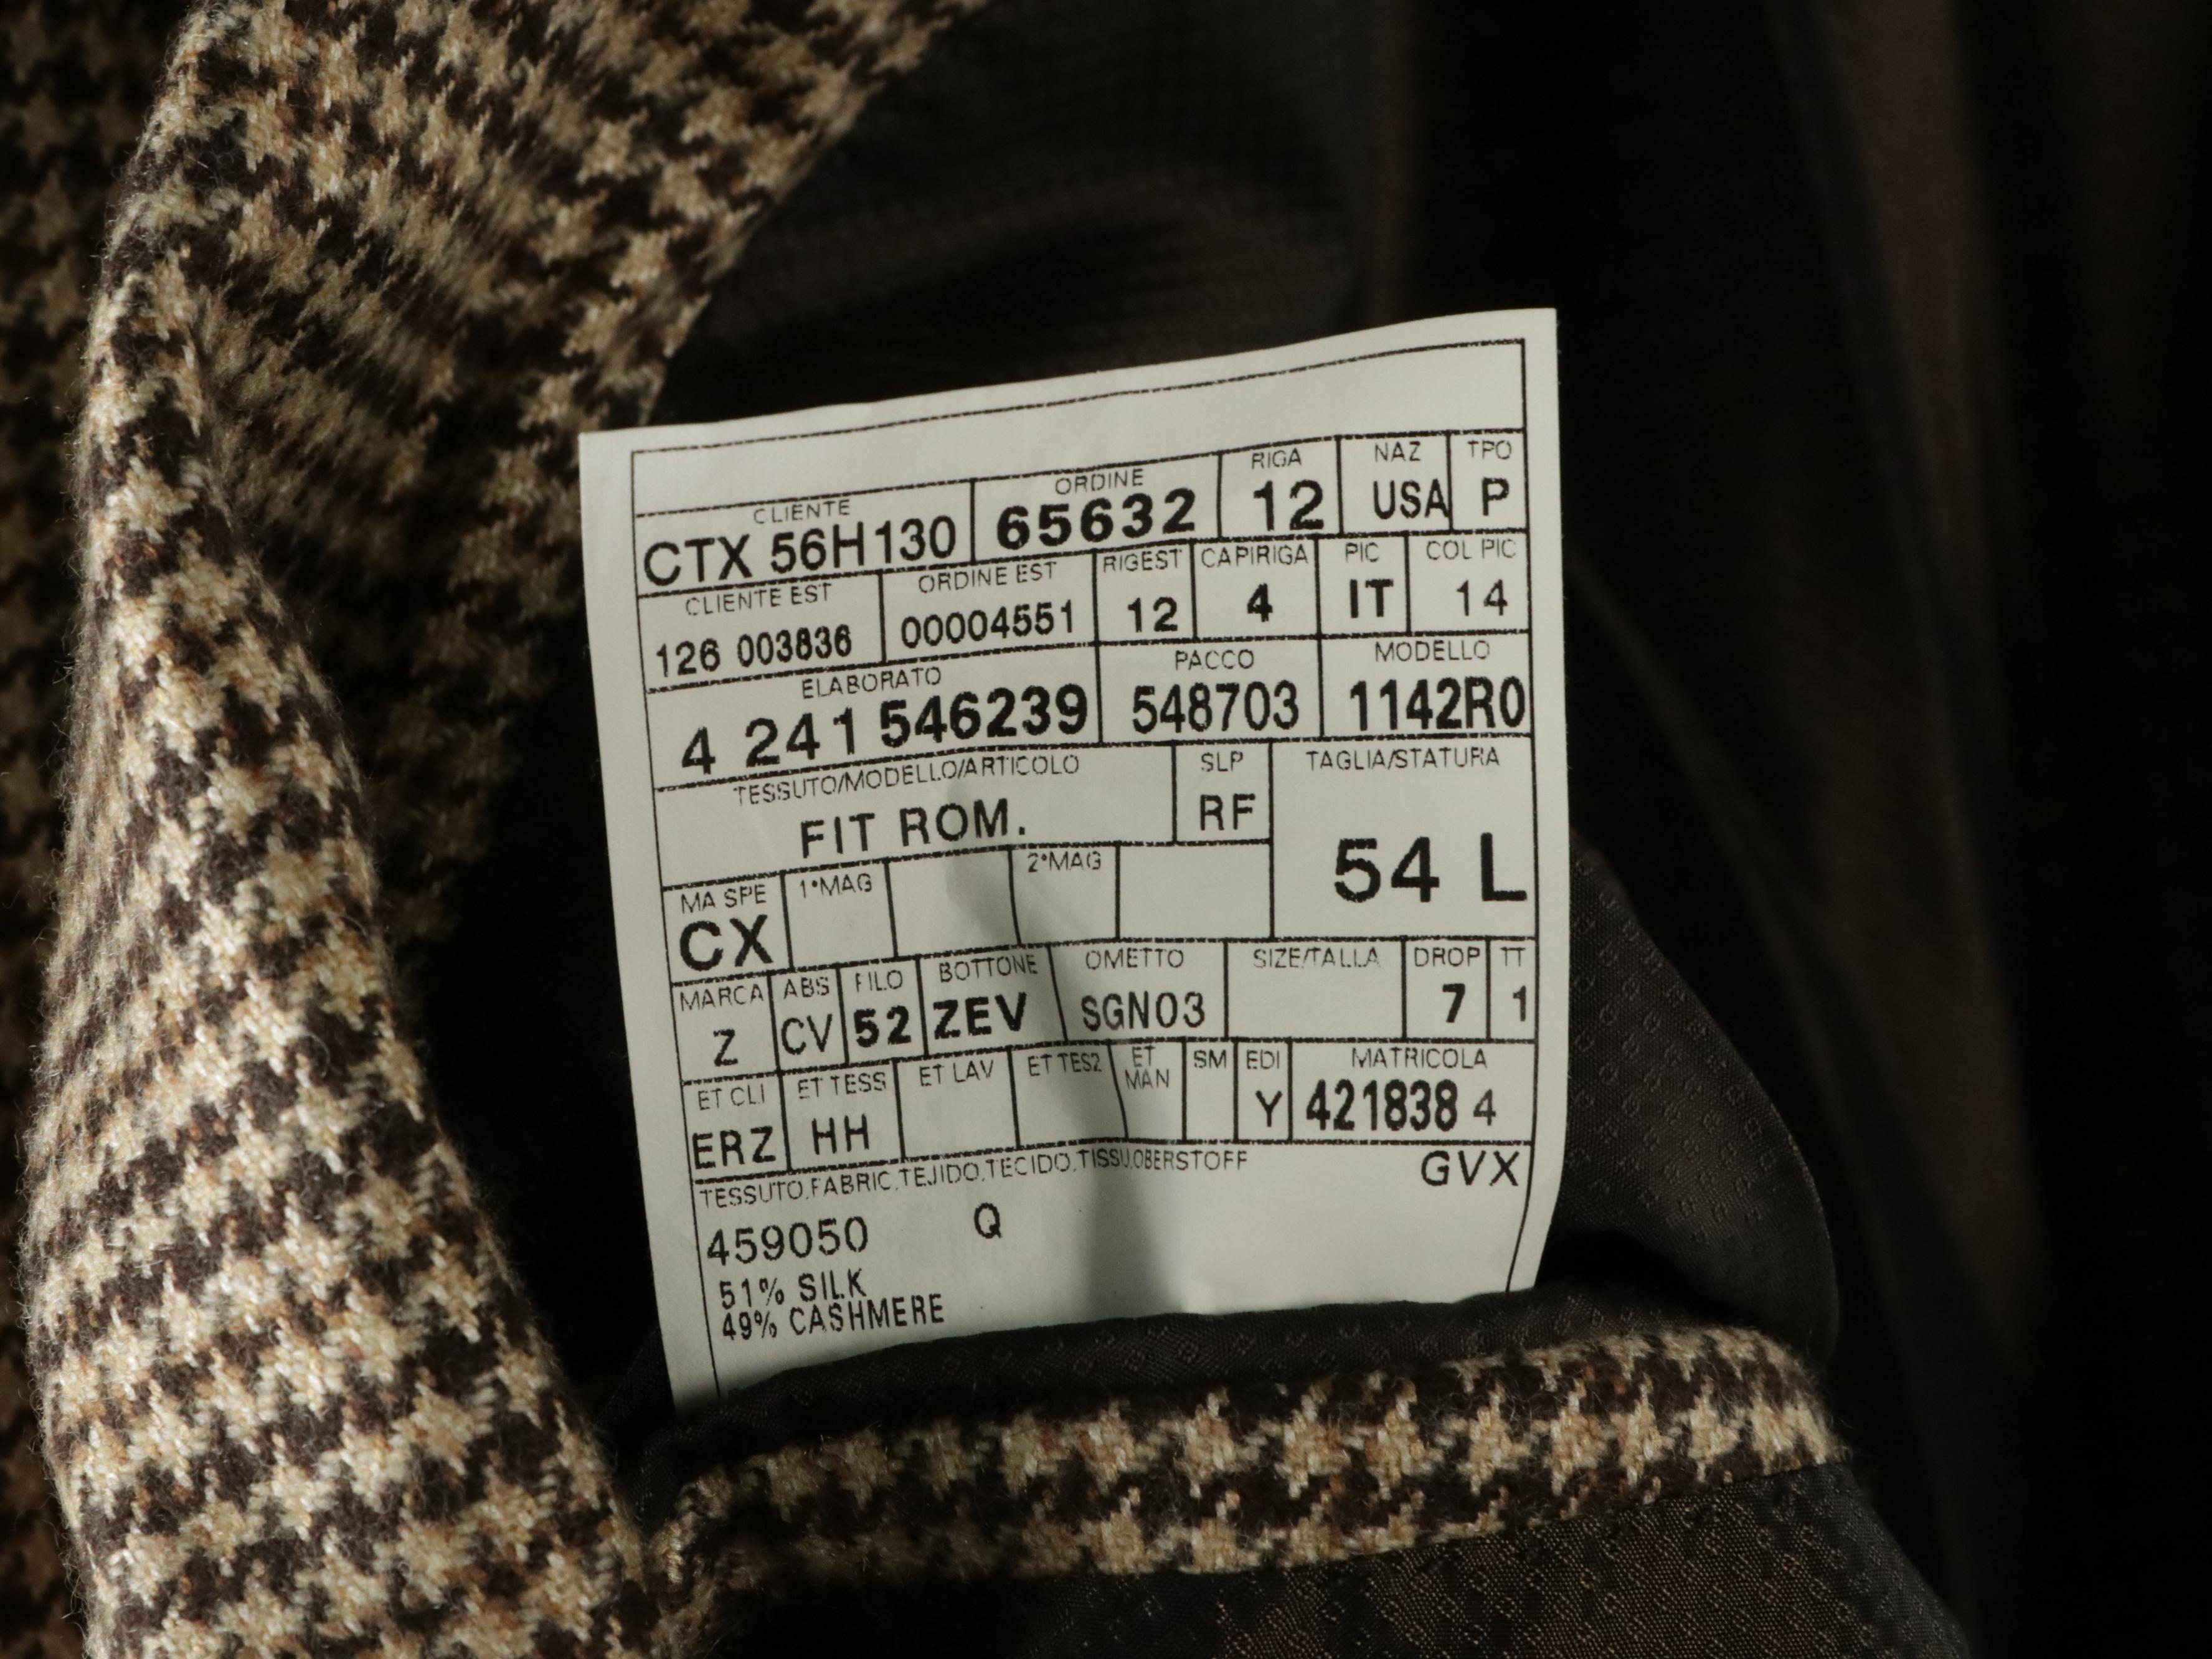 CLIENTE ORDINE RIGA NAZ TPO
CTX 56H130 65632 12 USA P
CLIENTE EST ORDINE EST RIGEST CAPIRIGA PIC COL PIC
126 003836 00004551 12 4 IT 14
ELABORATO PACCO MODELLO
4 241 546239 548703 1142R0
TESSUTO/MODELLO/ARTICOLO SLP TAGLIA/STATURA
FIT ROM. RF 54 L
MA SPE 1°MAG 2°MAG
CX
MARCA ABS FILO BOTTONE OMETTO SIZE/TALLA DROP TT
Z CV 52 ZEV SGN03 7 1
ET CLI ET TESS ET LAV ET TES2 ET MAN SM EDI MATRICOLA
ERZ HH Y 421838 4
TESSUTO,FABRIC,TEJIDO,TECIDO,TISSU,OBERSTOFF GVX
459050 Q
51% SILK
49% CASHMERE